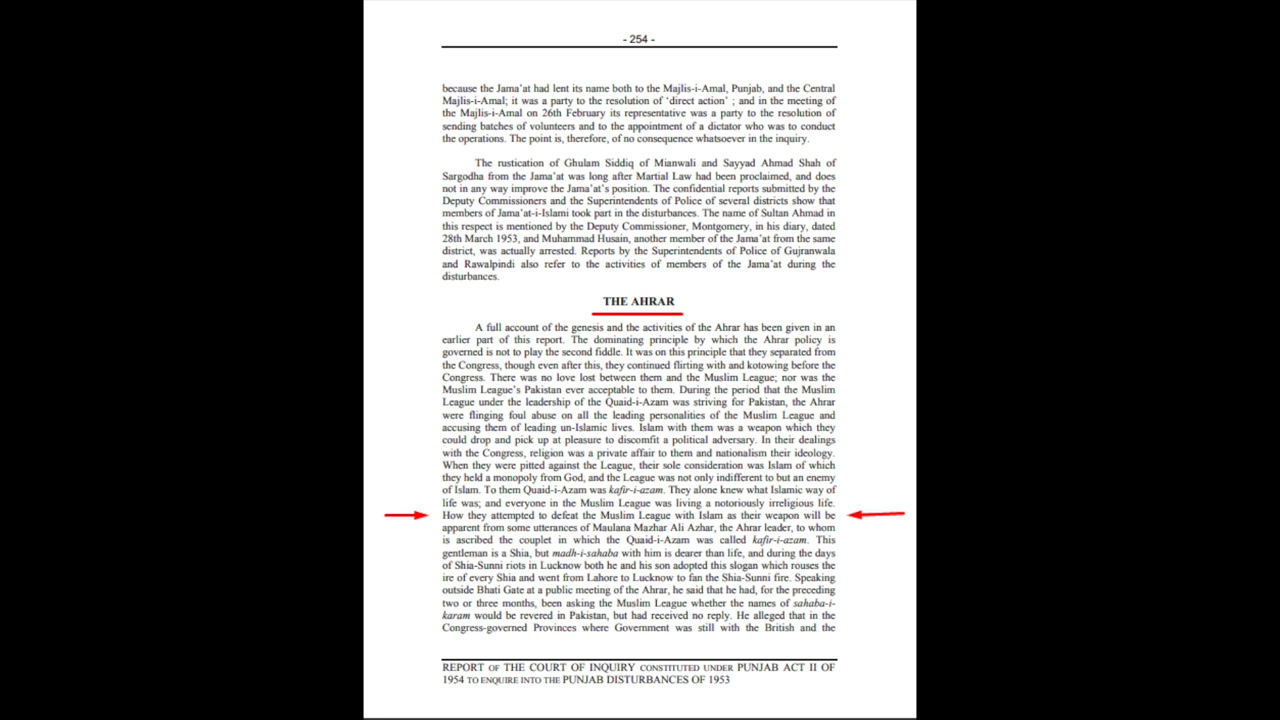 - 254 -
because the Jama'at had lent its name both to the Majlis-i-Amal, Punjab, and the Central
Majlis-i-Amal; it was a party to the resolution of 'direct action' ; and in the meeting of
the Majlis-i-Amal on 26th February its representative was a party to the resolution of
sending batches of volunteers and to the appointment of a dictator who was to conduct
the operations. The point is, therefore, of no consequence whatsoever in the inquiry.
The rustication of Ghulam Siddiq of Mianwali and Sayyad Ahmad Shah of
Sargodha from the Jama'at was long after Martial Law had been proclaimed, and does
not in any way improve the Jama'at's position. The confidential reports submitted by the
Deputy Commissioners and the Superintendents of Police of several districts show that
members of Jama'at-i-Islami took part in the disturbances. The name of Sultan Ahmad in
this respect is mentioned by the Deputy Commissioner, Montgomery, in his diary, dated
28th March 1953, and Muhammad Husain, another member of the Jama'at from the same
district, was actually arrested. Reports by the Superintendents of Police of Gujranwala
and Rawalpindi also refer to the activities of members of the Jama'at during the
disturbances.
THE AHRAR
A full account of the genesis and the activities of the Ahrar has been given in an
earlier part of this report. The dominating principle by which the Ahrar policy is
governed is not to play the second fiddle. It was on this principle that they separated from
the Congress, though even after this, they continued flirting with and kotowing before the
Congress. There was no love lost between them and the Muslim League; nor was the
Muslim League's Pakistan ever acceptable to them. During the period that the Muslim
League under the leadership of the Quaid-i-Azam was striving for Pakistan, the Ahrar
were flinging foul abuse on all the leading personalities of the Muslim League and
accusing them of leading un-Islamic lives. Islam with them was a weapon which they
could drop and pick up at pleasure to discomfit a political adversary. In their dealings
with the Congress, religion was a private affair to them and nationalism their ideology.
When they were pitted against the League, their sole consideration was Islam of which
they held a monopoly from God, and the League was not only indifferent to but an enemy
of Islam. To them Quaid-i-Azam was kafir-i-azam. They alone knew what Islamic way of
life was; and everyone in the Muslim League was living a notoriously irreligious life.
How they attempted to defeat the Muslim League with Islam as their weapon will be
apparent from some utterances of Maulana Mazhar Ali Azhar, the Ahrar leader, to whom
is ascribed the couplet in which the Quaid-i-Azam was called kafir-i-azam. This
gentleman is a Shia, but madh-i-sahaba with him is dearer than life, and during the days
of Shia-Sunni riots in Lucknow both he and his son adopted this slogan which rouses the
ire of every Shia and went from Lahore to Lucknow to fan the Shia-Sunni fire. Speaking
outside Bhati Gate at a public meeting of the Ahrar, he said that he had, for the preceding
two or three months, been asking the Muslim League whether the names of sahaba-i-
karam would be revered in Pakistan, but had received no reply. He alleged that in the
Congress-governed Provinces where Government was still with the British and the
REPORT OF THE COURT OF INQUIRY CONSTITUTED UNDER PUNJAB ACT II OF
1954 TO ENQUIRE INTO THE PUNJAB DISTURBANCES OF 1953